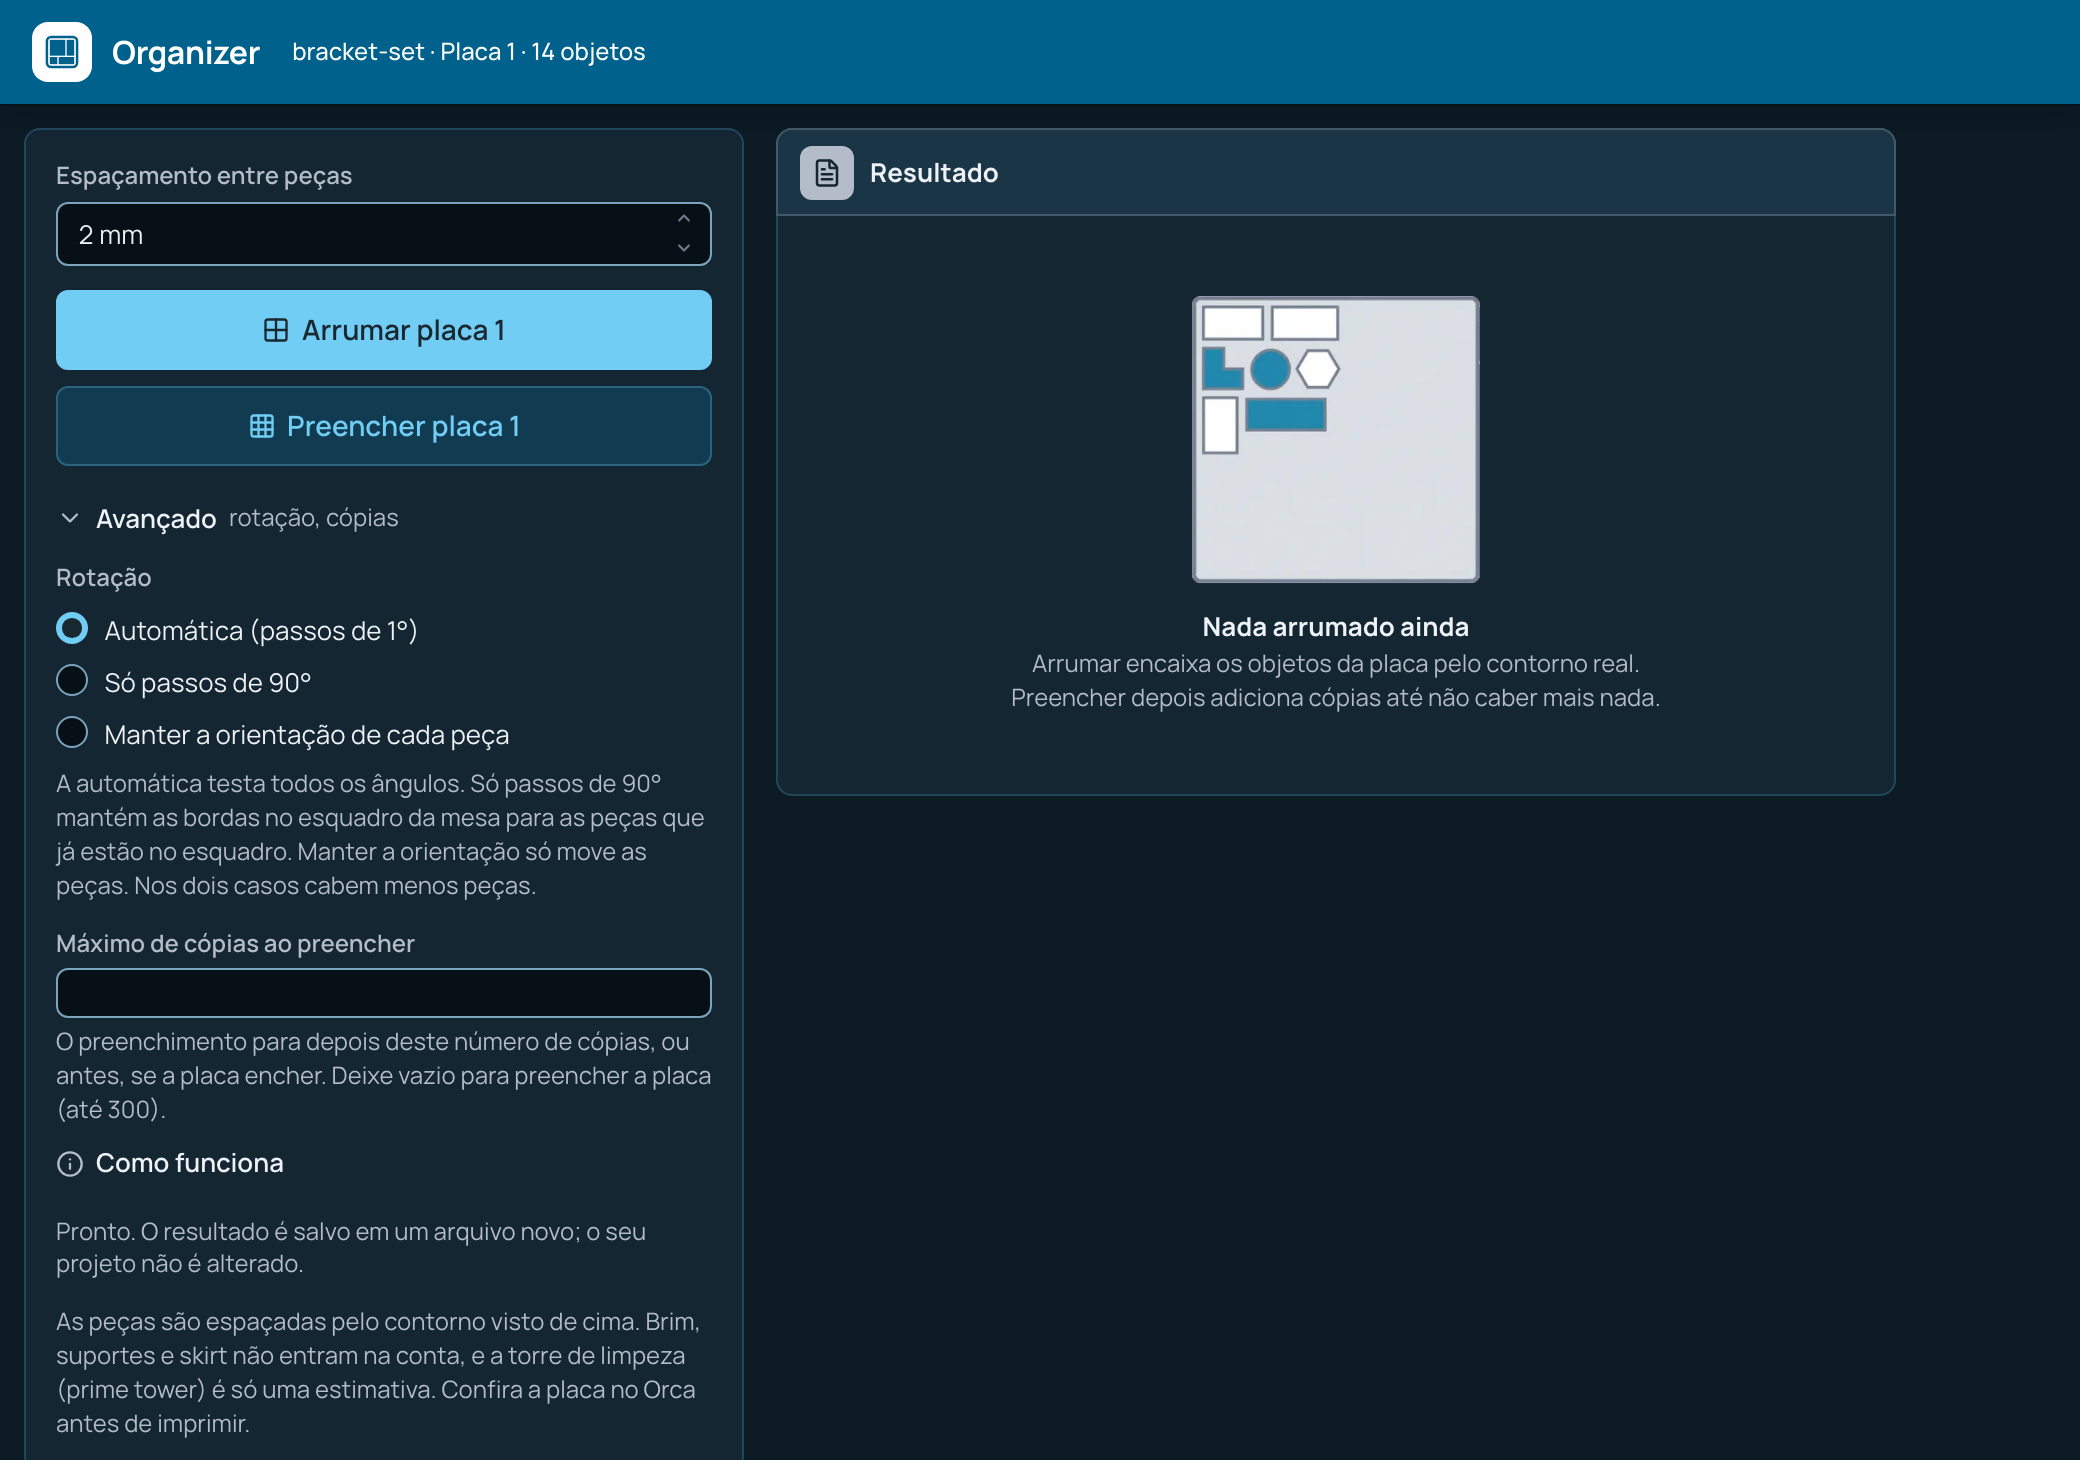 Organizer
bracket-set · Placa 1 · 14 objetos
Espaçamento entre peças
2 mm
Arrumar placa 1
Preencher placa 1
Avançado rotação, cópias
Rotação
Automática (passos de 1°)
Só passos de 90°
Manter a orientação de cada peça
A automática testa todos os ângulos. Só passos de 90°
mantém as bordas no esquadro da mesa para as peças que
já estão no esquadro. Manter a orientação só move as
peças. Nos dois casos cabem menos peças.
Máximo de cópias ao preencher
O preenchimento para depois deste número de cópias, ou
antes, se a placa encher. Deixe vazio para preencher a placa
(até 300).
Como funciona
Pronto. O resultado é salvo em um arquivo novo; o seu
projeto não é alterado.
As peças são espaçadas pelo contorno visto de cima. Brim,
suportes e skirt não entram na conta, e a torre de limpeza
(prime tower) é só uma estimativa. Confira a placa no Orca
antes de imprimir.
Resultado
Nada arrumado ainda
Arrumar encaixa os objetos da placa pelo contorno real.
Preencher depois adiciona cópias até não caber mais nada.